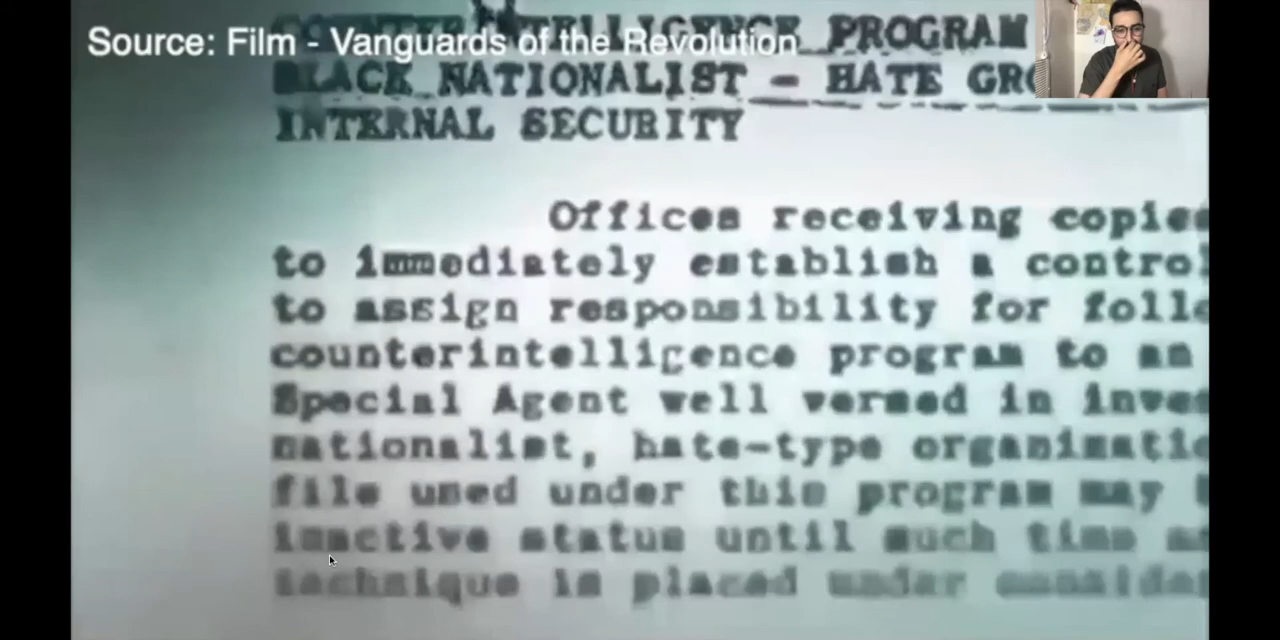 Source: Film - Vanguards of the Revolution
COUNTERINTELLIGENCE PROGRAM
BLACK NATIONALIST - HATE GRO
INTERNAL SECURITY
Offices receiving copies
to immediately establish a control
to assign responsibility for follo
counterintelligence program to an
Special Agent well versed in inves
nationalist, hate-type organizatio
file used under this program may b
inactive status until such time as
technique is placed under consider